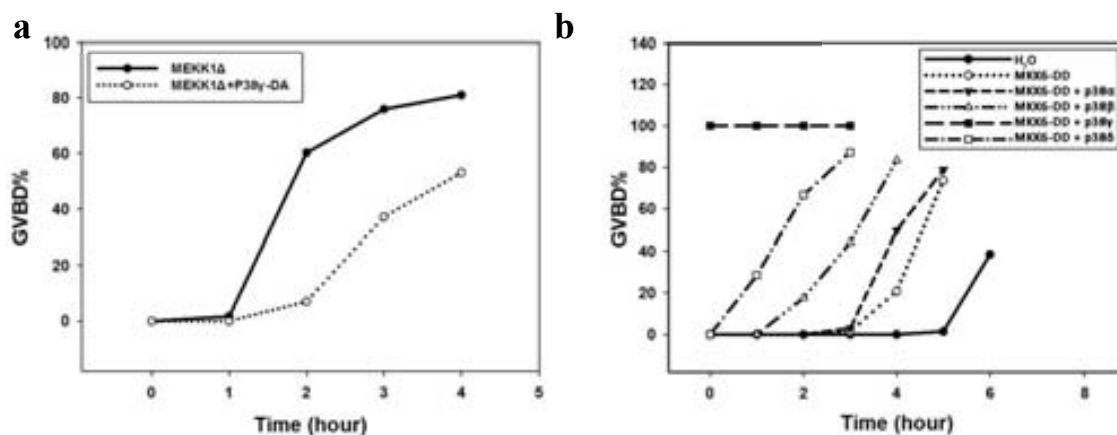 a
100
80
60
40
20
0
GVBD%
MEKK1Δ
MEKK1Δ+P38γ-DA
0 1 2 3 4 5
Time (hour)
b
140
120
100
80
60
40
20
0
GVBD%
H2O
MKK6-DD
MKK6-DD + p38α
MKK6-DD + p38β
MKK6-DD + p38γ
MKK6-DD + p38δ
0 2 4 6 8
Time (hour)